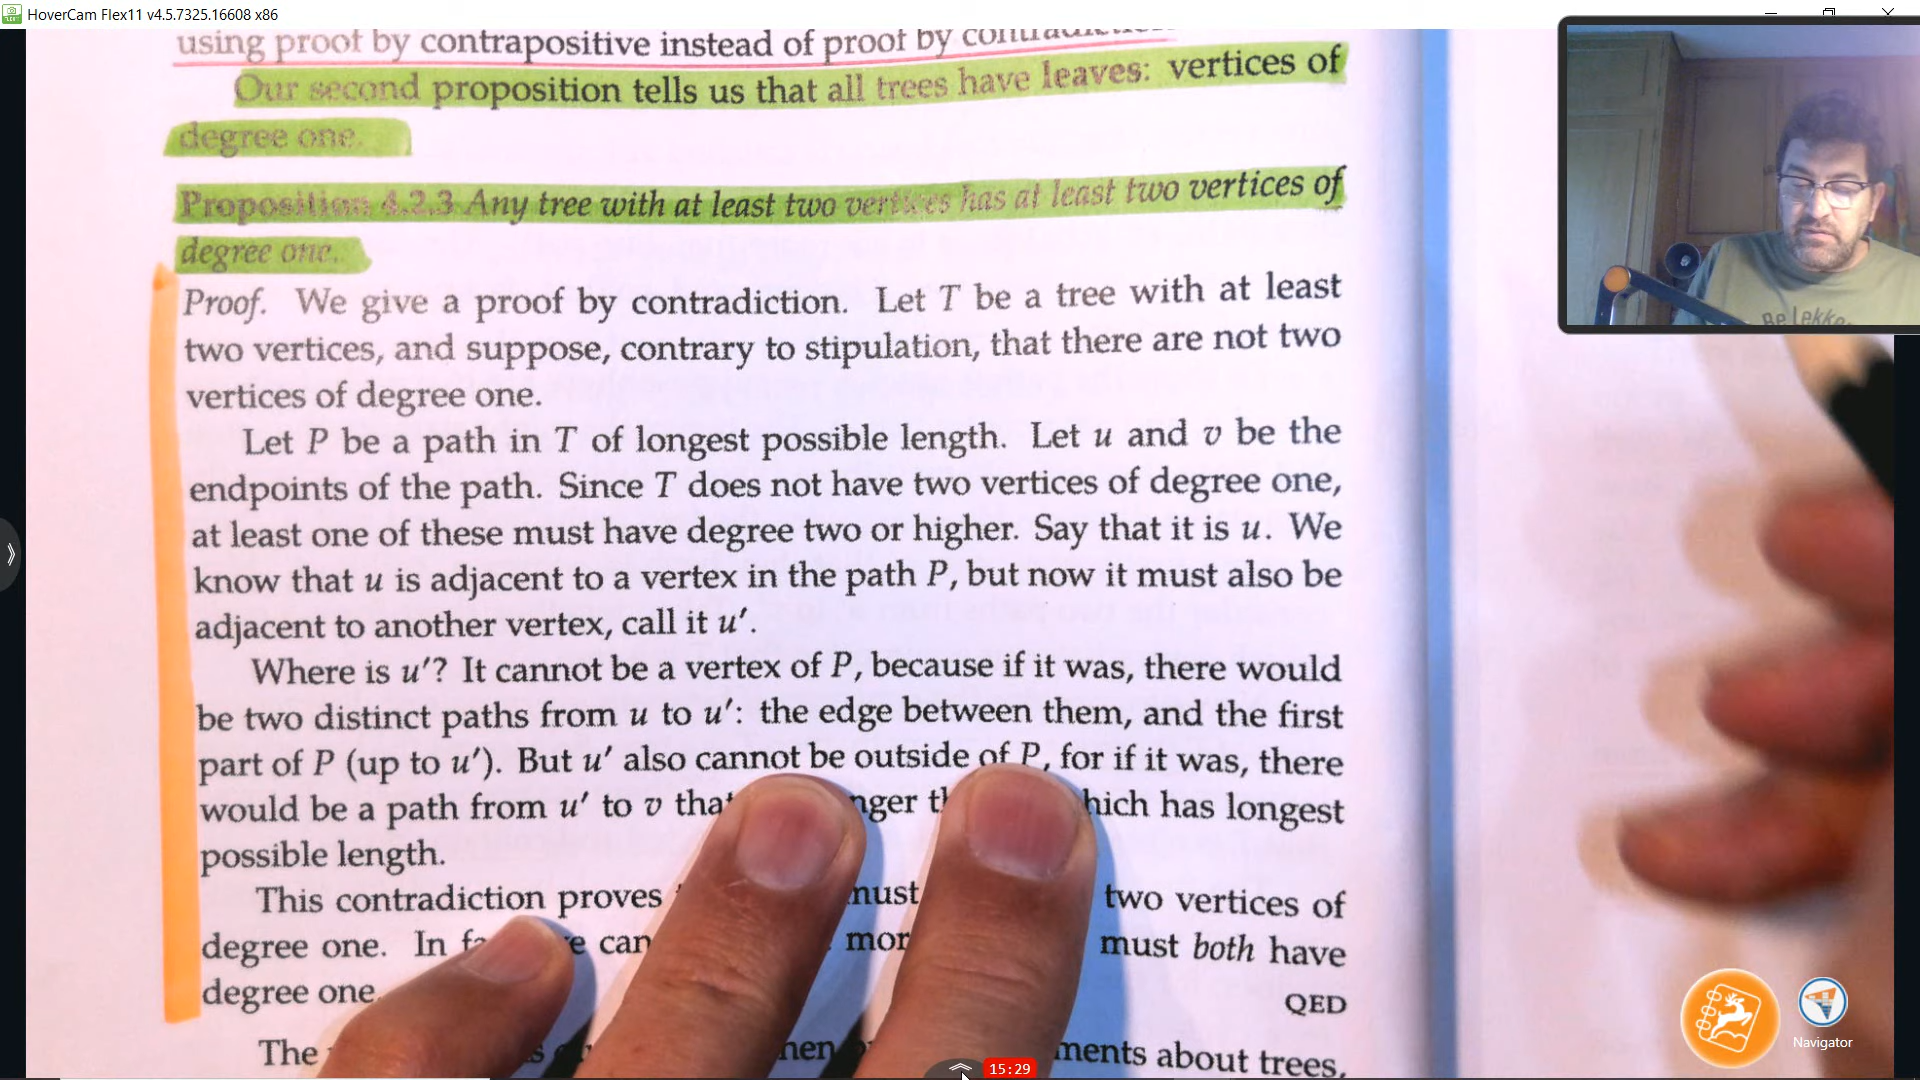 HoverCam Flex11 v4.5.7325.16608 x86
using proof by contrapositive instead of proof by
Our second proposition tells us that all trees have leaves: vertices of
degree one.
Proposition 4.2.3 Any tree with at least two vertices has at least two vertices of
degree one.
Proof. We give a proof by contradiction. Let T be a tree with at least
two vertices, and suppose, contrary to stipulation, that there are not two
vertices of degree one.
Let P be a path in T of longest possible length. Let u and v be the
endpoints of the path. Since T does not have two vertices of degree one,
at least one of these must have degree two or higher. Say that it is u. We
know that u is adjacent to a vertex in the path P, but now it must also be
adjacent to another vertex, call it u′.
Where is u′? It cannot be a vertex of P, because if it was, there would
be two distinct paths from u to u′: the edge between them, and the first
part of P (up to u′). But u′ also cannot be outside of P, for if it was, there
would be a path from u′ to v has longest
possible length.
This contradiction proves must two vertices of
degree one. In can must both have
degree one
QED
The about trees,
Be Lekke
15:29
Navigator